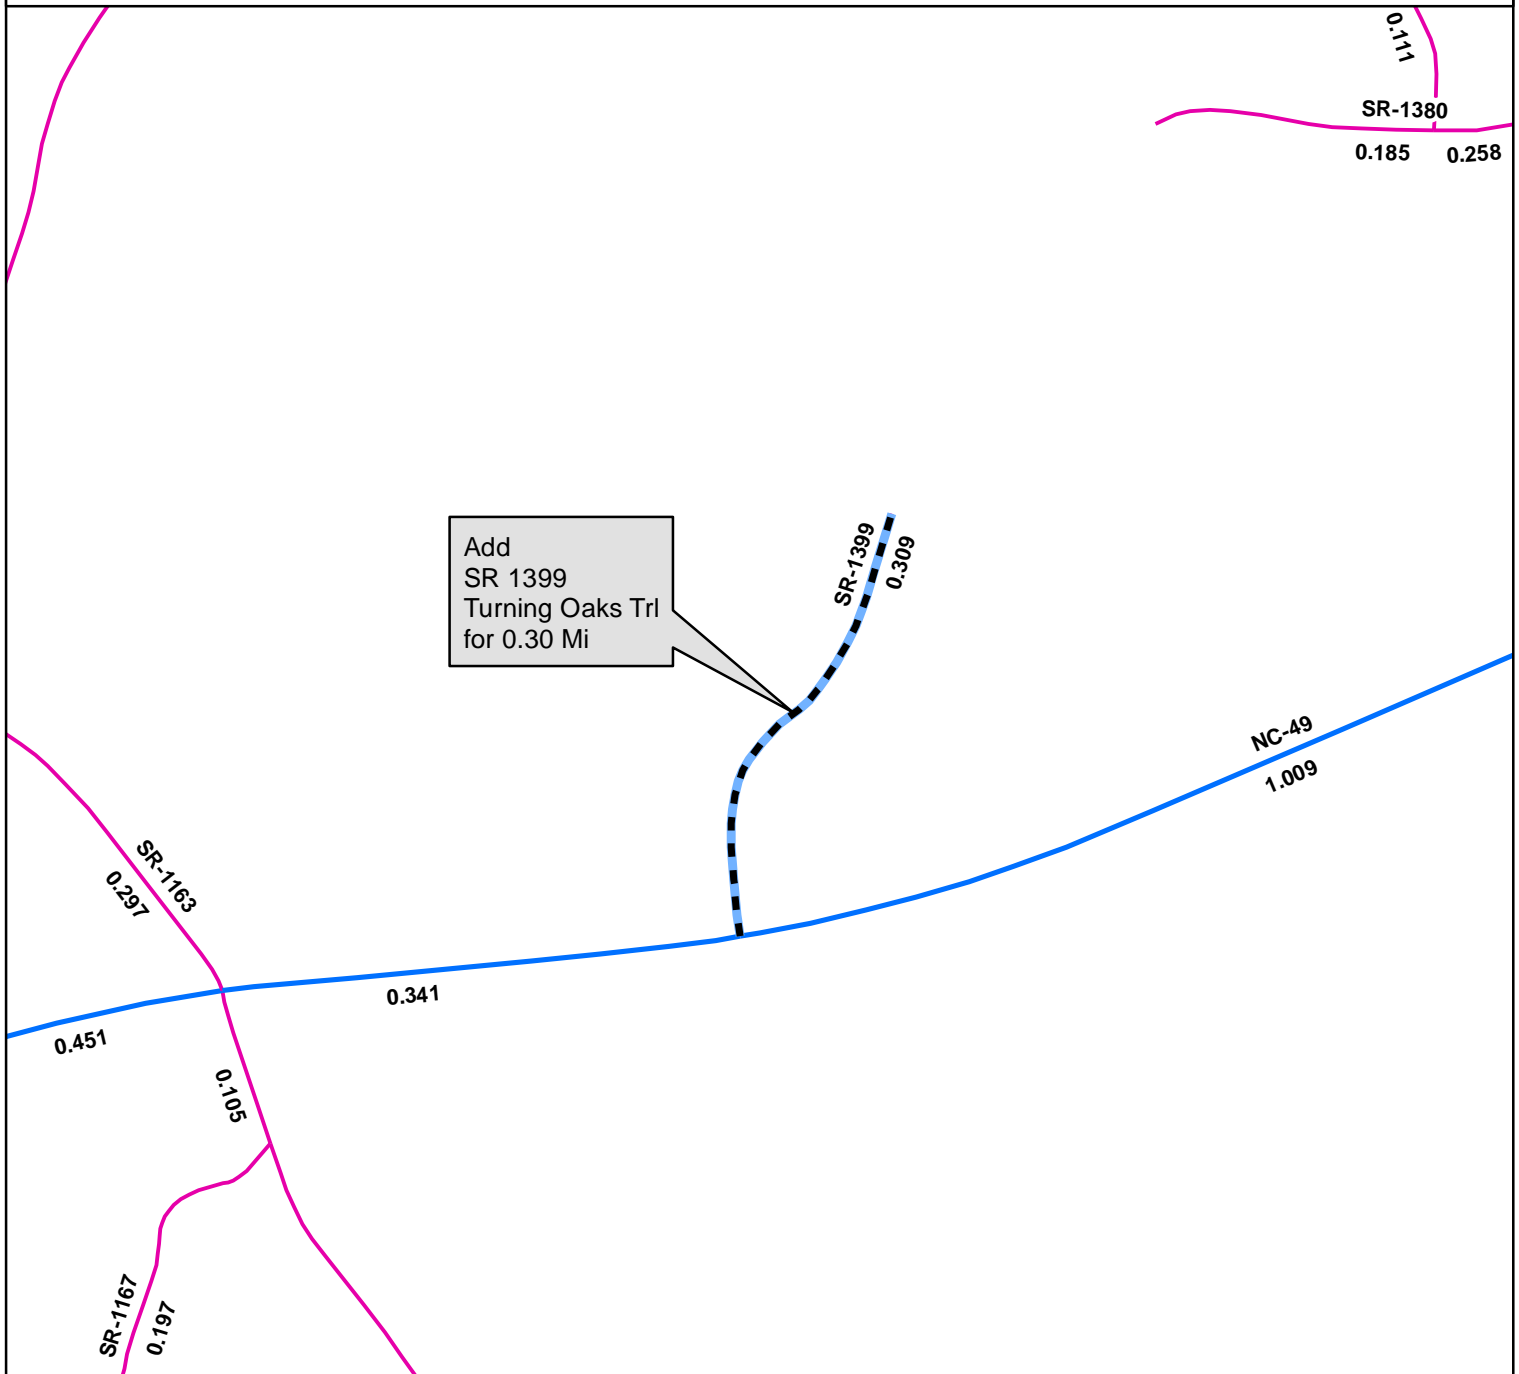 0.111
SR-1380
0.185
0.258
Add
SR 1399
Turning Oaks Trl
for 0.30 Mi
SR-1399
0.309
NC-49
1.009
SR-1163
0.297
0.341
0.451
0.105
SR-1167
0.197